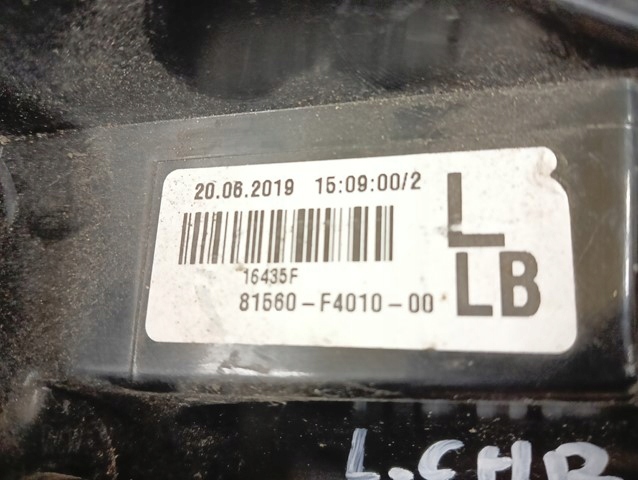 20.06.2019 15:09:00/2
L
16435F
81560-F4010-00
LB
L.CHR